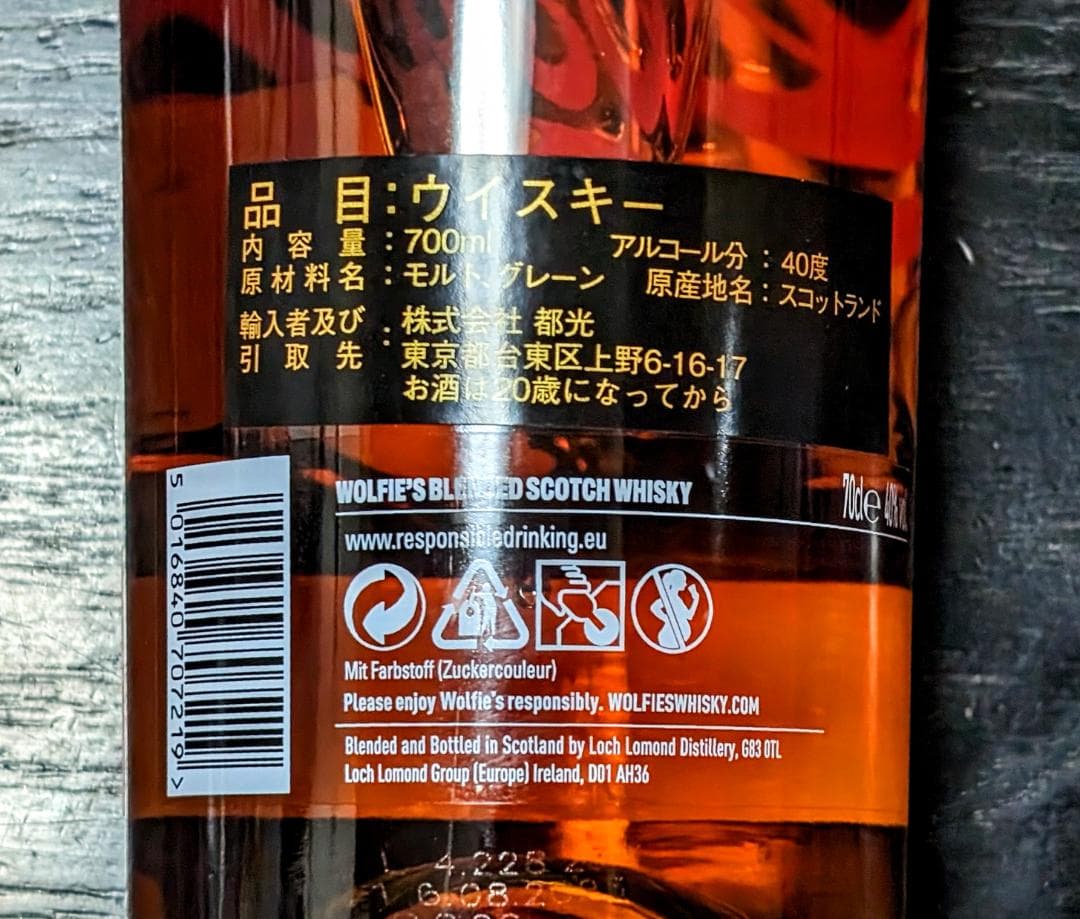 品目：ウイスキー
内容量：700ml　アルコール分：40度
原材料名：モルト、グレーン　原産地名：スコットランド
輸入者及び引取先：株式会社 都光
東京都台東区上野6-16-17
お酒は20歳になってから
WOLFIE'S BLENDED SCOTCH WHISKY 70cl e 40% vol
www.responsibledrinking.eu
Mit Farbstoff (Zuckercouleur)
Please enjoy Wolfie's responsibly. WOLFIESWHISKY.COM
Blended and Bottled in Scotland by Loch Lomond Distillery, G83 0TL
Loch Lomond Group (Europe) Ireland, D01 AH36
5 016840 707219 >
4.228